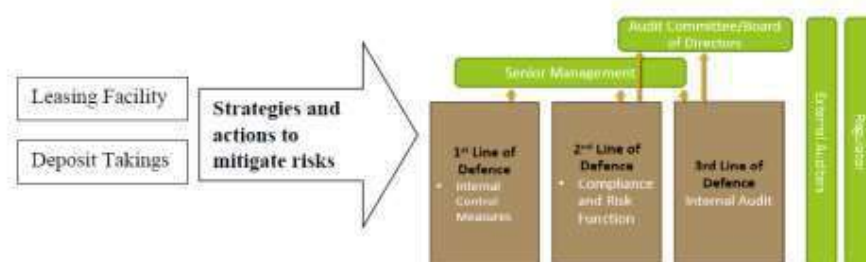 Leasing Facility
Deposit Takings
Strategies and
actions to
mitigate risks
Audit Committee/Board
of Directors
Senior Management
1st Line of
Defence
• Internal
Control
Measures
2nd Line of
Defence
• Compliance
and Risk
Function
3rd Line of
Defence
Internal Audit
External Auditors
Regulator